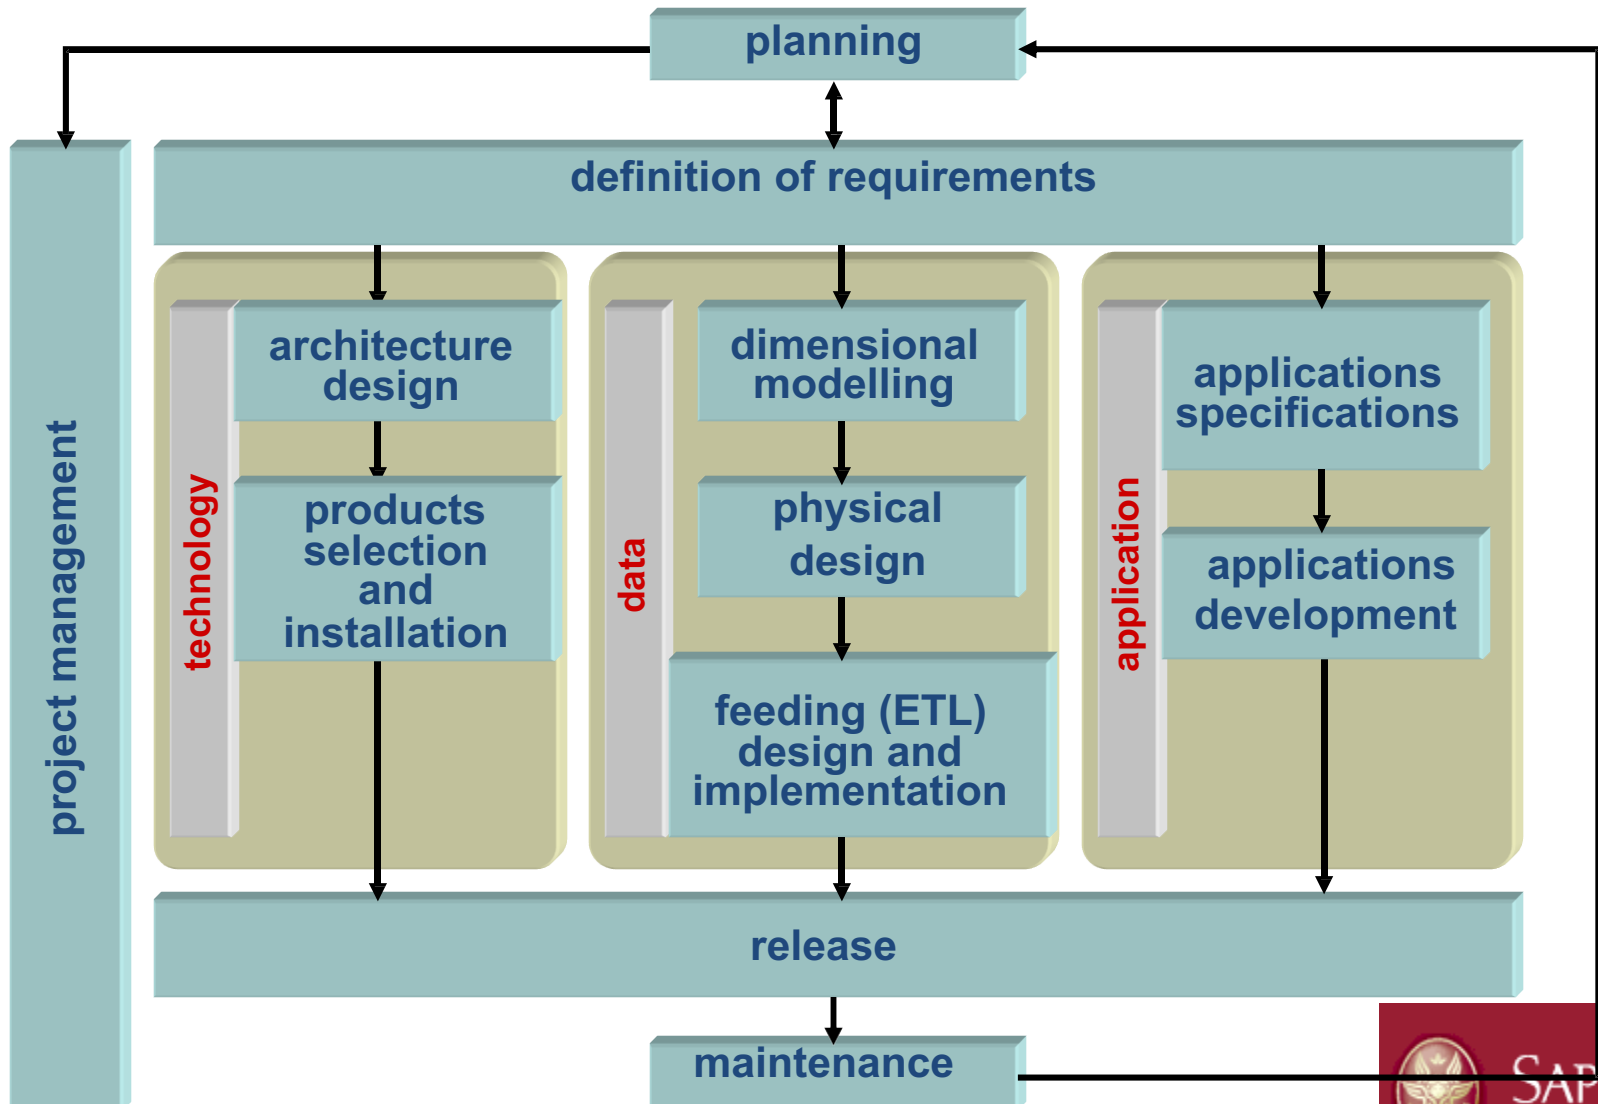 planning
definition of requirements
project management
technology
architecture
design
products
selection
and
installation
data
dimensional
modelling
physical
design
feeding (ETL)
design and
implementation
application
applications
specifications
applications
development
release
maintenance
SAP